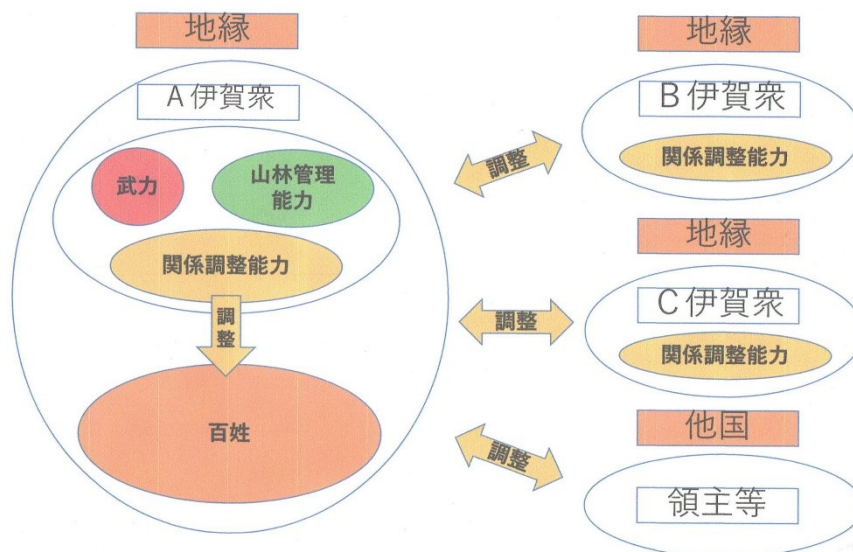 地縁
A伊賀衆
武力
山林管理
能力
関係調整能力
調
整
百姓
調整
調整
調整
地縁
B伊賀衆
関係調整能力
地縁
C伊賀衆
関係調整能力
他国
領主等